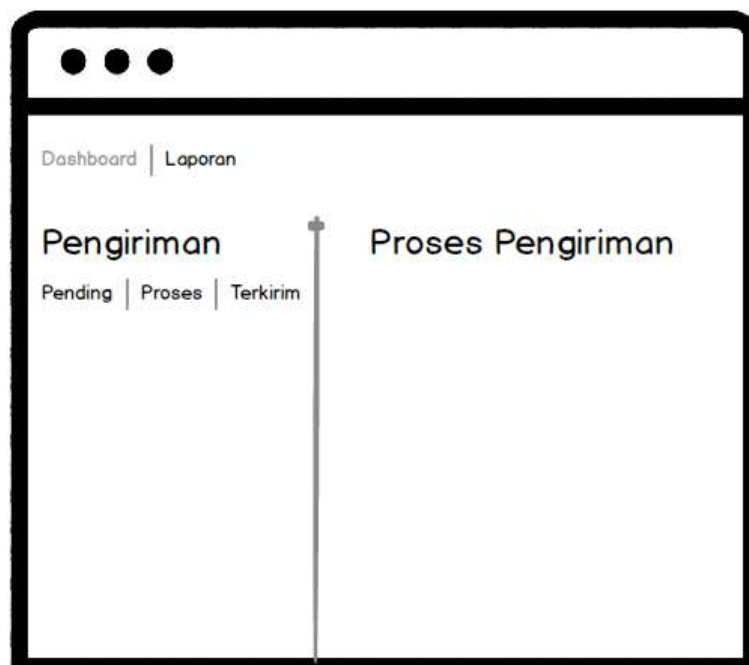 Dashboard Laporan
Pengiriman
Pending Proses Terkirim
Proses Pengiriman